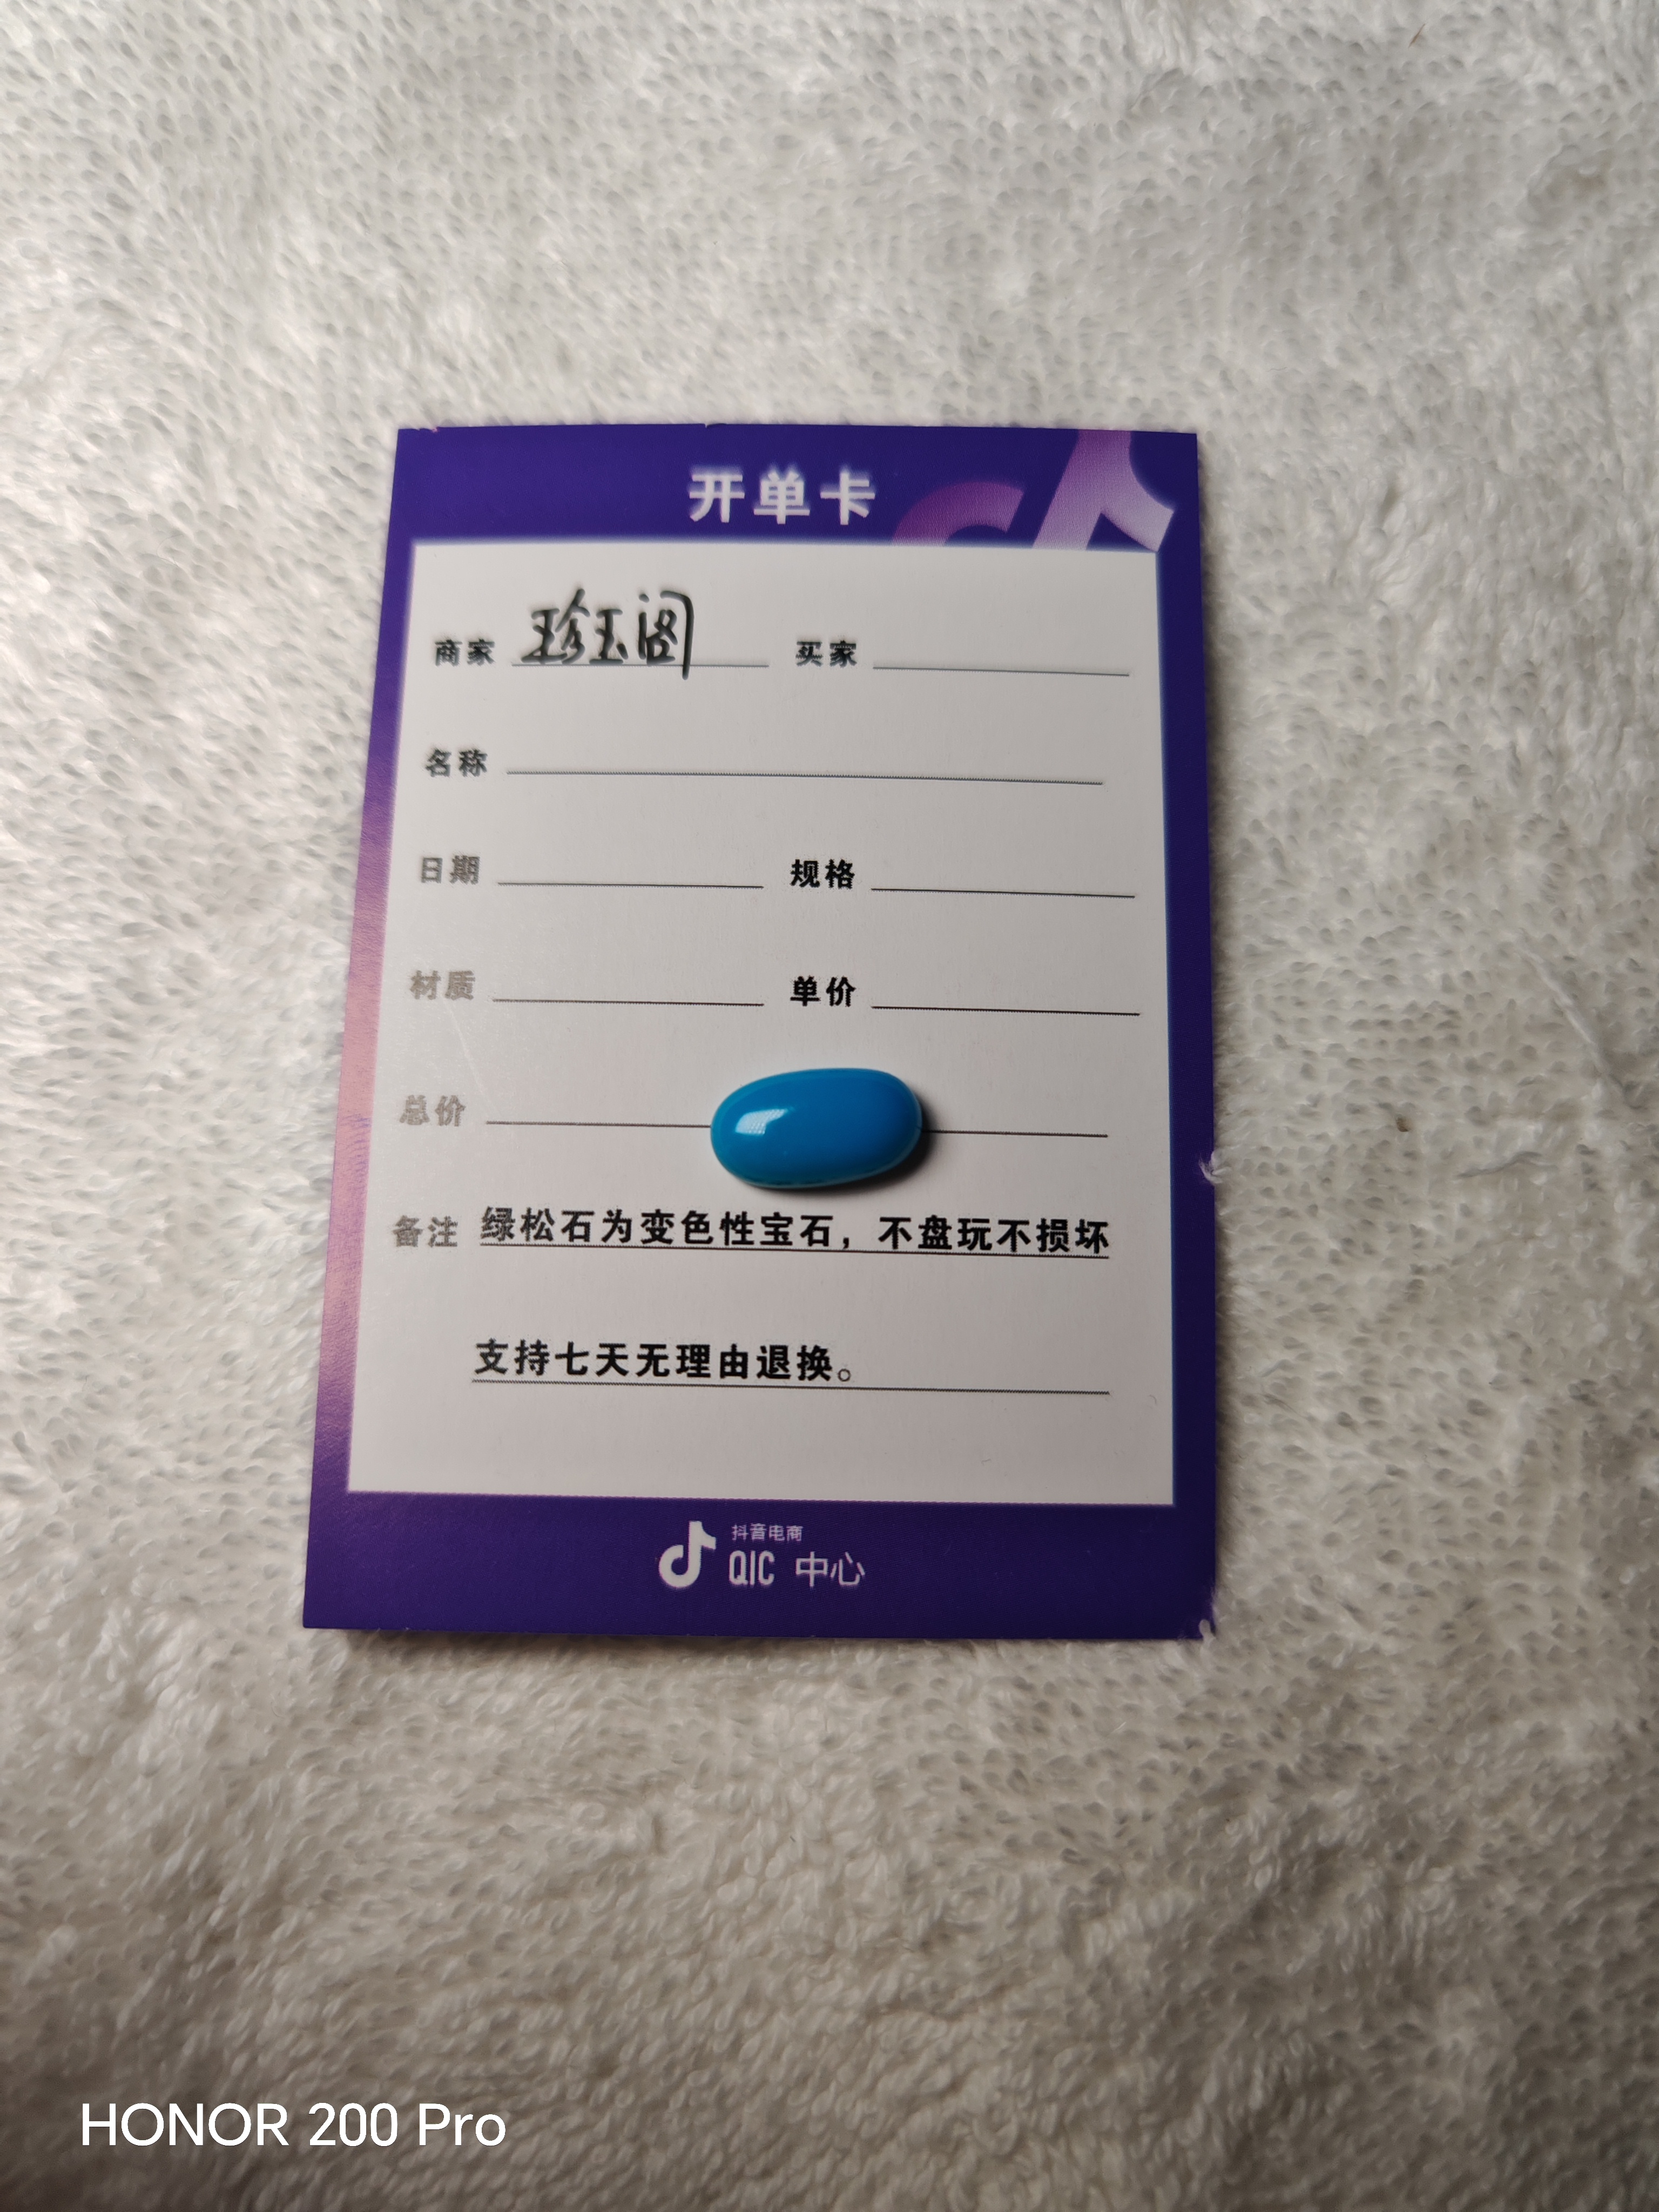 开单卡
商家 珍玉阁 买家
名称
日期 规格
材质 单价
总价
备注 绿松石为变色性宝石，不盘玩不损坏
支持七天无理由退换。
抖音电商
QIC 中心
HONOR 200 Pro